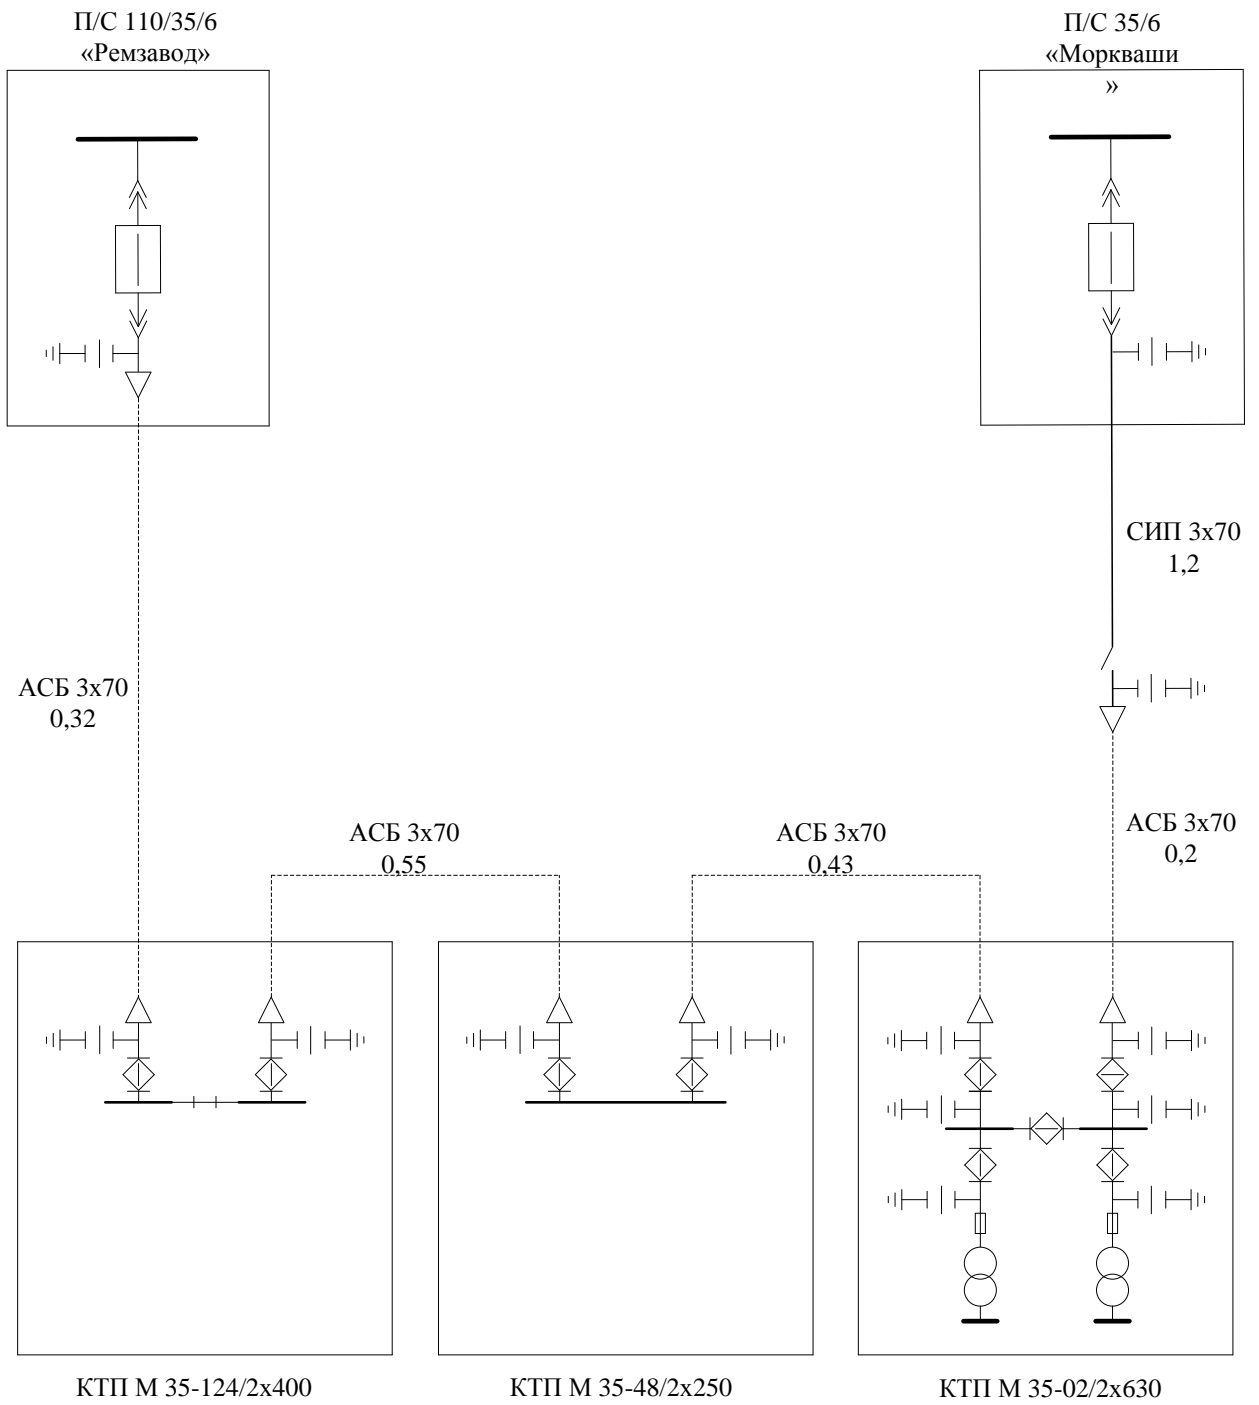 П/С 110/35/6
«Ремзавод»
П/С 35/6
«Моркваши
»
СИП 3х70
1,2
АСБ 3х70
0,32
АСБ 3х70
0,55
АСБ 3х70
0,43
АСБ 3х70
0,2
КТП М 35-124/2х400
КТП М 35-48/2х250
КТП М 35-02/2х630